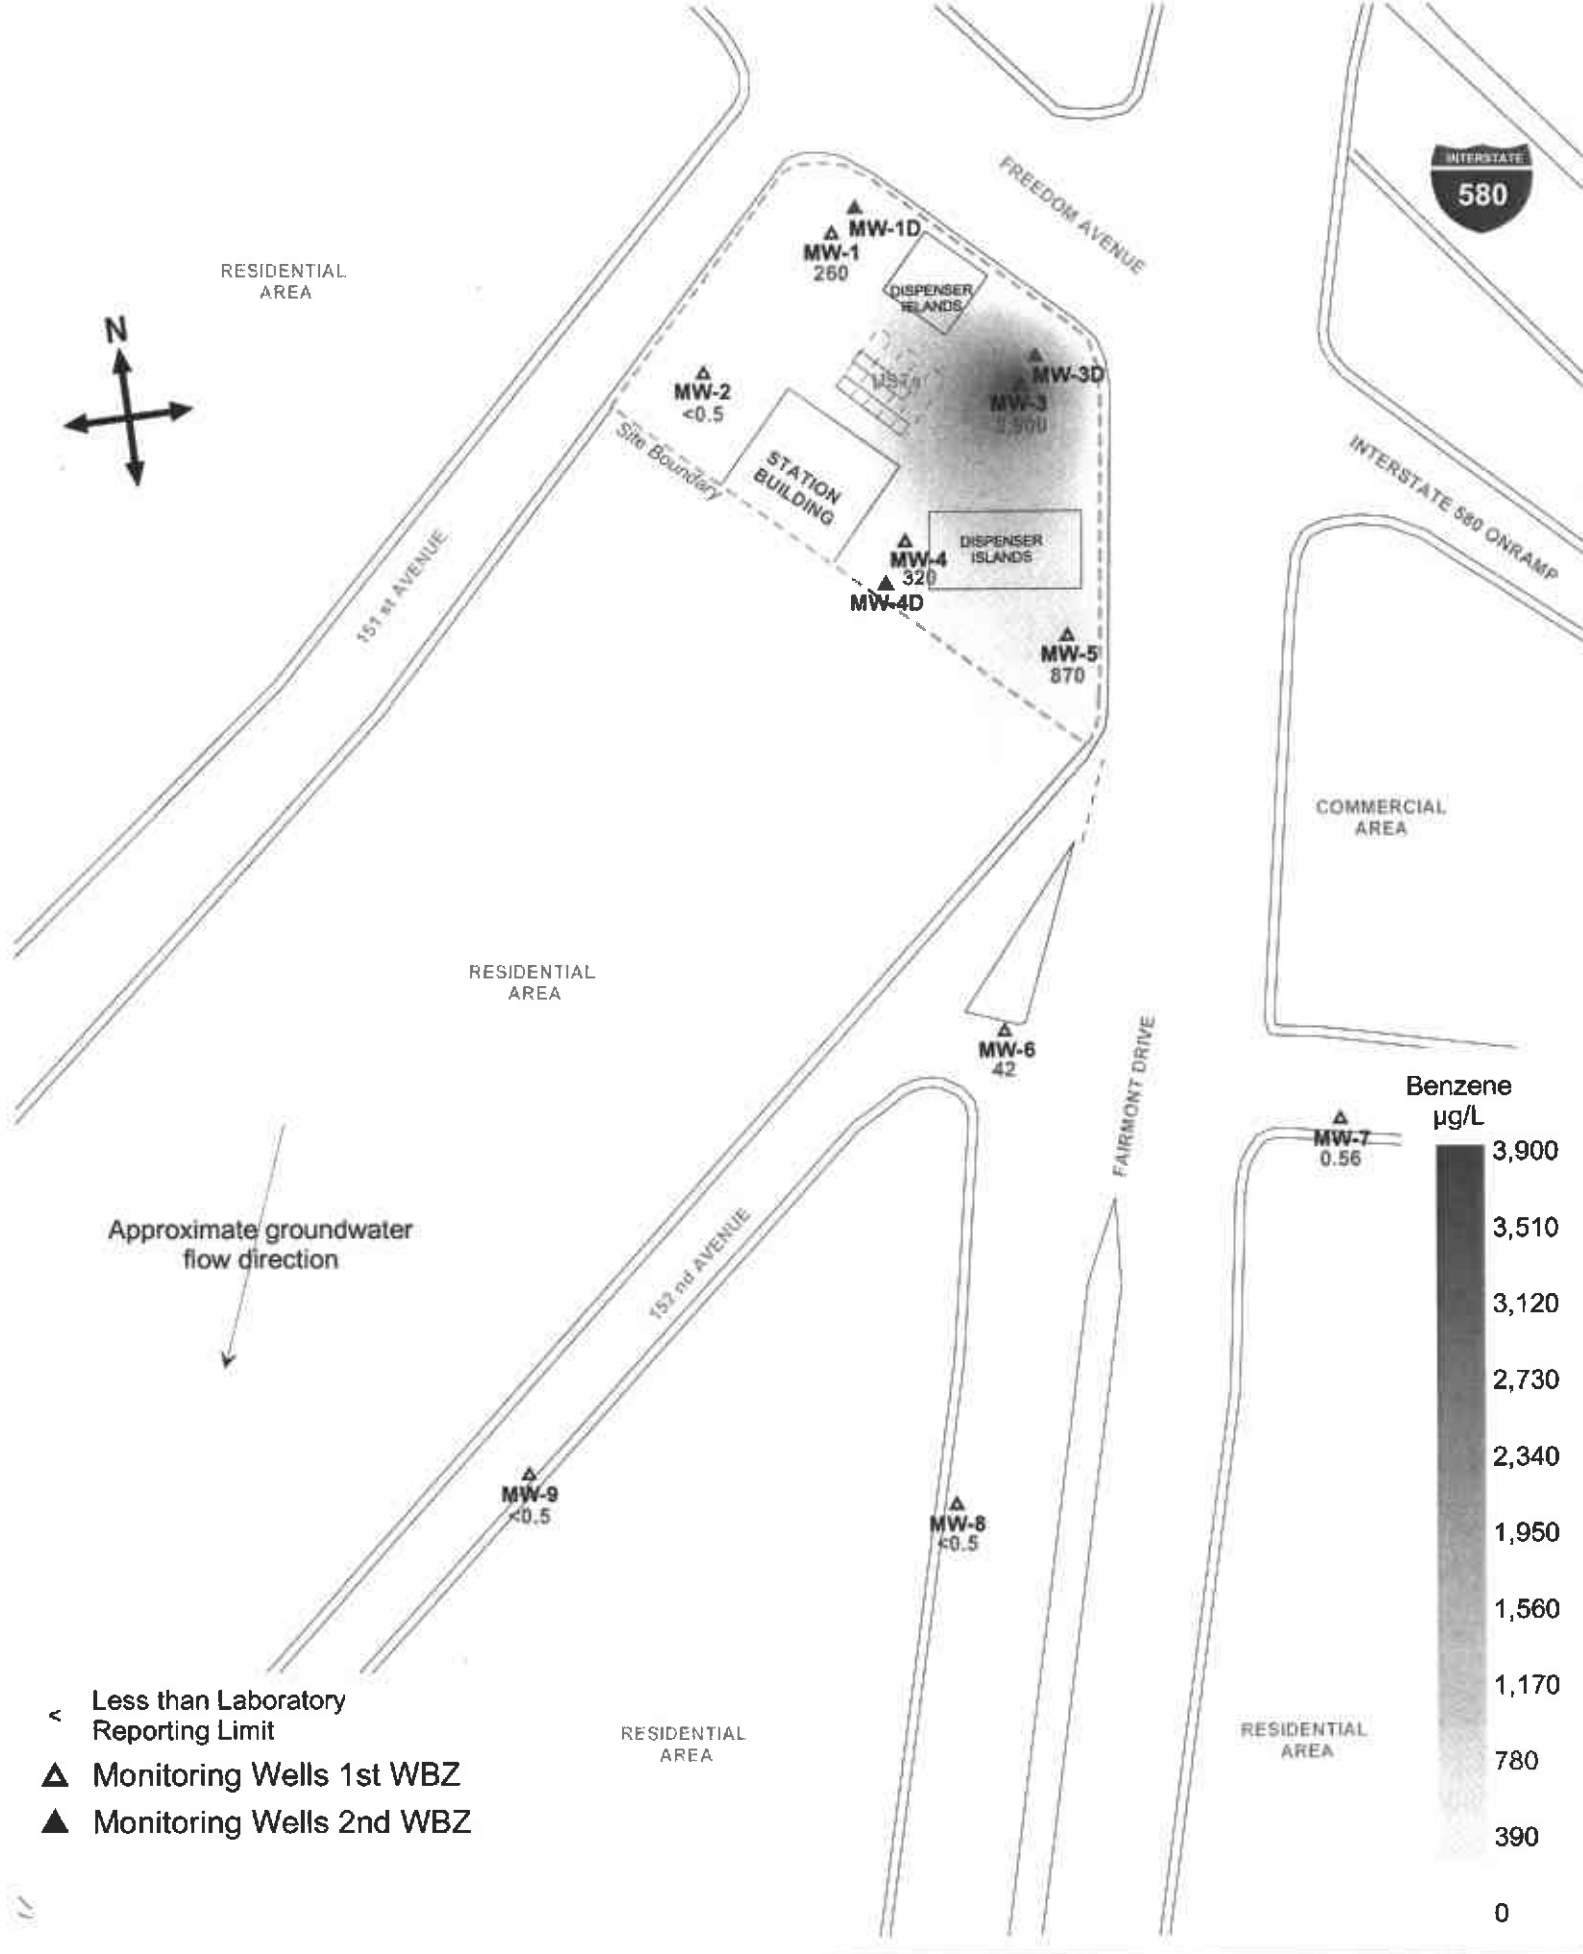 FREEDOM AVENUE
INTERSTATE
580
MW-1D
MW-1
260
RESIDENTIAL
AREA
DISPENSER
ISLANDS
N
MW-3D
MW-3
3,900
USTs
MW-2
<0.5
Site Boundary
STATION
BUILDING
INTERSTATE 580 ONRAMP
DISPENSER
ISLANDS
MW-4
320
MW-4D
151 st AVENUE
MW-5
870
COMMERCIAL
AREA
RESIDENTIAL
AREA
MW-6
42
FAIRMONT DRIVE
Benzene
µg/L
MW-7
0.56
3,900
3,510
3,120
2,730
2,340
1,950
1,560
1,170
780
390
0
Approximate groundwater
flow direction
152 nd AVENUE
MW-9
<0.5
MW-8
<0.5
< Less than Laboratory
Reporting Limit
Monitoring Wells 1st WBZ
Monitoring Wells 2nd WBZ
RESIDENTIAL
AREA
RESIDENTIAL
AREA